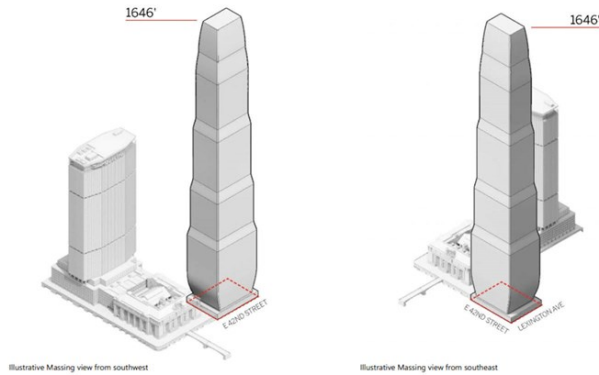 1646'
1646'
E 42ND STREET
E 42ND STREET
LEXINGTON AVE
Illustrative Massing view from southwest
Illustrative Massing view from southeast